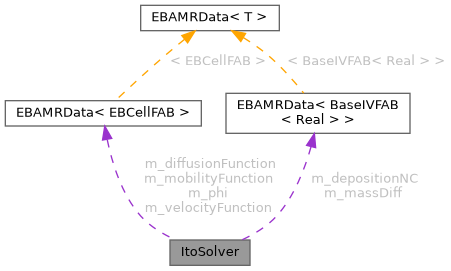 EBAMRData< T >
< EBCellFAB >
< BaseIVFAB< Real > >
EBAMRData< EBCellFAB >
EBAMRData< BaseIVFAB
< Real > >
m_diffusionFunction
m_mobilityFunction
m_phi
m_velocityFunction
m_depositionNC
m_massDiff
ItoSolver